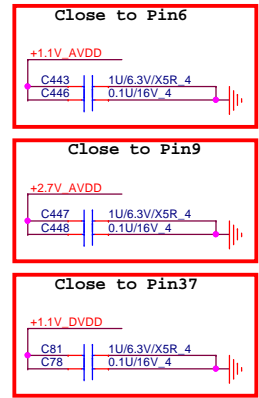 Close to Pin6
+1.1V_AVDD
C443 1U/6.3V/X5R_4
C446 0.1U/16V_4
Close to Pin9
+2.7V_AVDD
C447 1U/6.3V/X5R_4
C448 0.1U/16V_4
Close to Pin37
+1.1V_DVDD
C81 1U/6.3V/X5R_4
C78 0.1U/16V_4